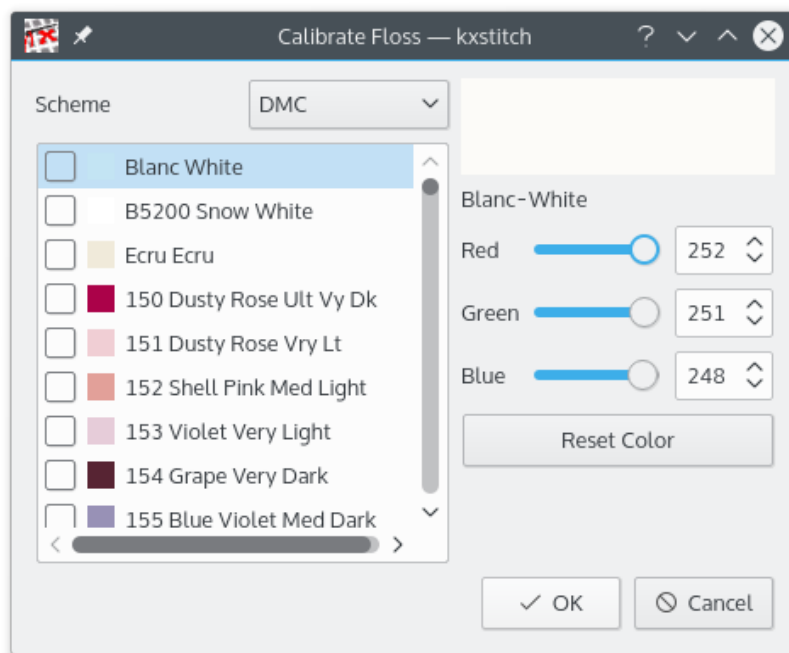 Calibrate Floss — kxstitch
Scheme
DMC
Blanc White
B5200 Snow White
Ecru Ecru
150 Dusty Rose Ult Vy Dk
151 Dusty Rose Vry Lt
152 Shell Pink Med Light
153 Violet Very Light
154 Grape Very Dark
155 Blue Violet Med Dark
Blanc-White
Red 252
Green 251
Blue 248
Reset Color
OK
Cancel